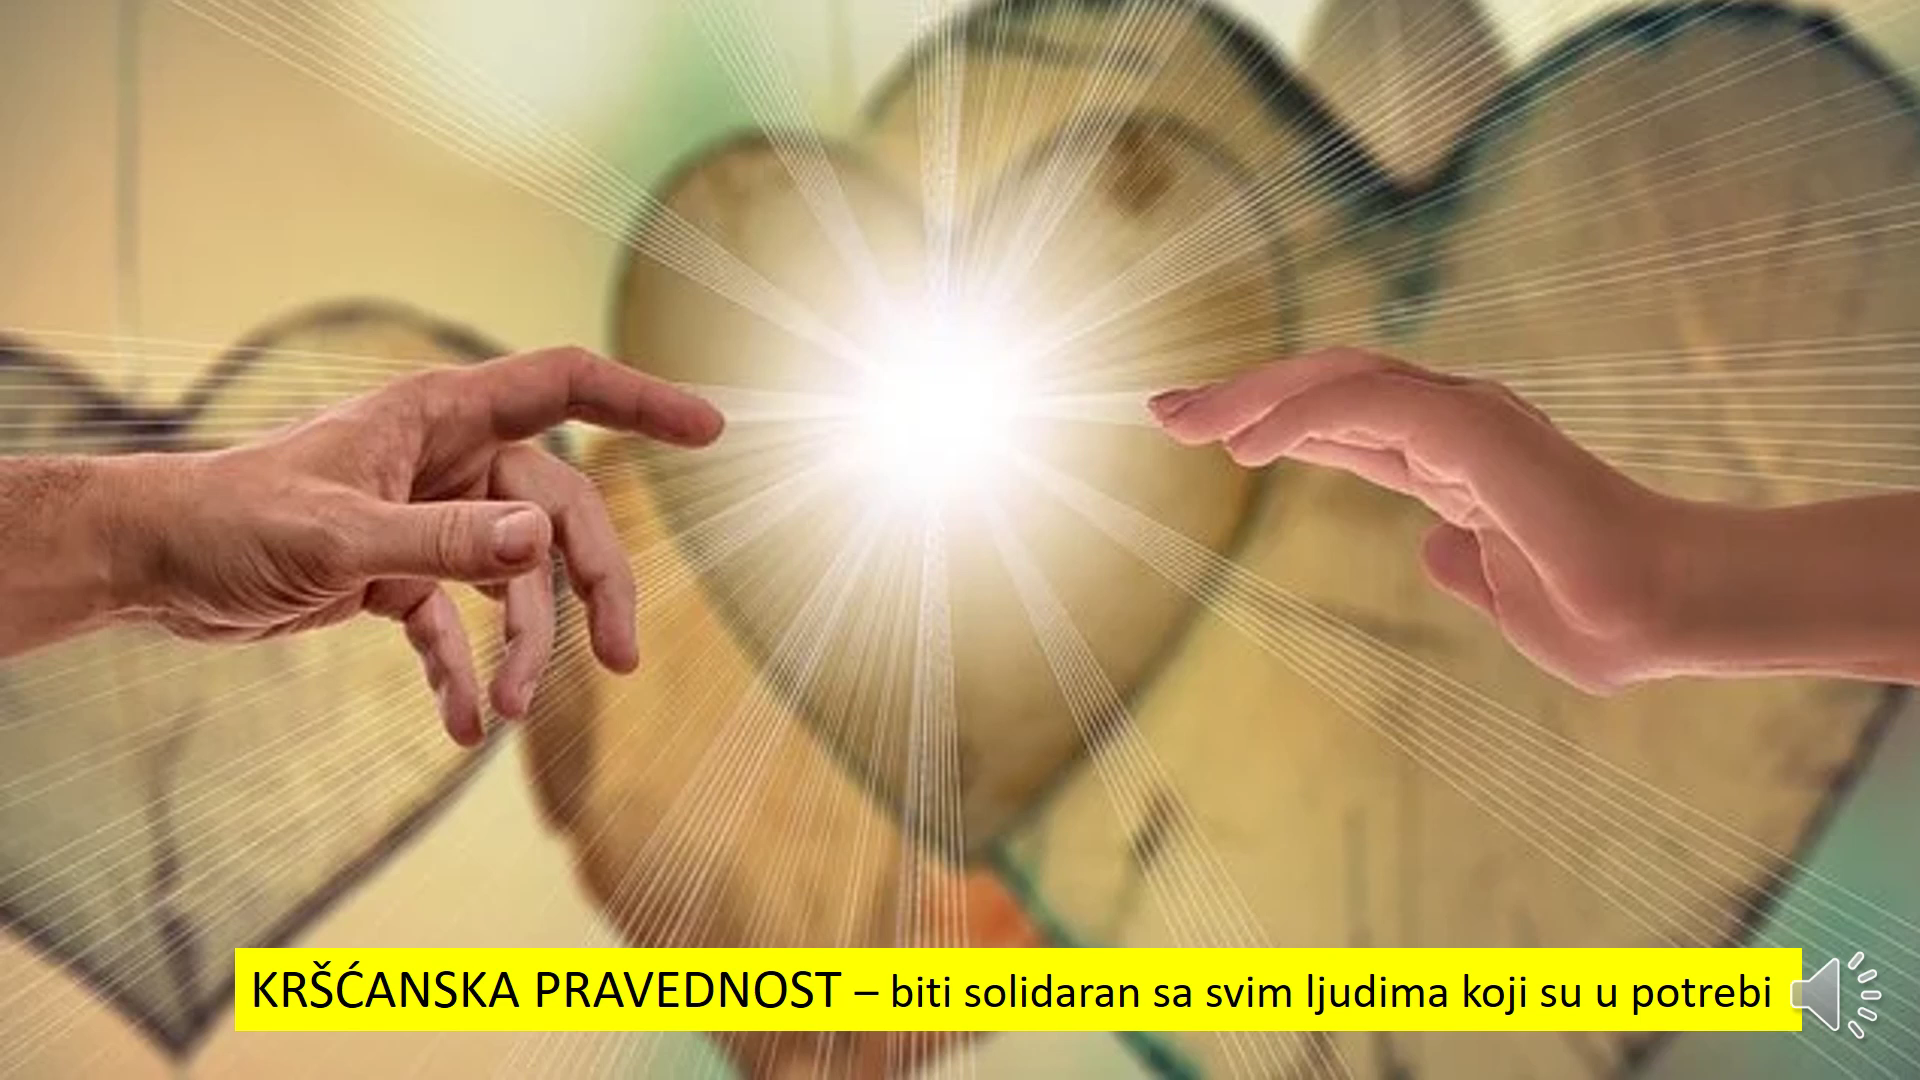 KRŠĆANSKA PRAVEDNOST – biti solidaran sa svim ljudima koji su u potrebi